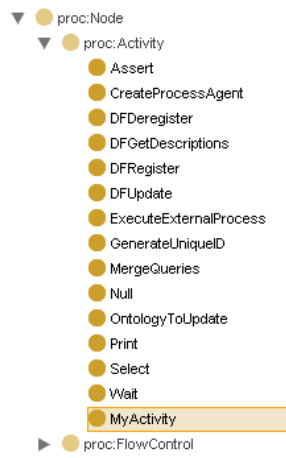 proc:Node
proc:Activity
Assert
CreateProcessAgent
DFDeregister
DFGetDescriptions
DFRegister
DFUpdate
ExecuteExternalProcess
GenerateUniqueID
MergeQueries
Null
OntologyToUpdate
Print
Select
Wait
MyActivity
proc:FlowControl